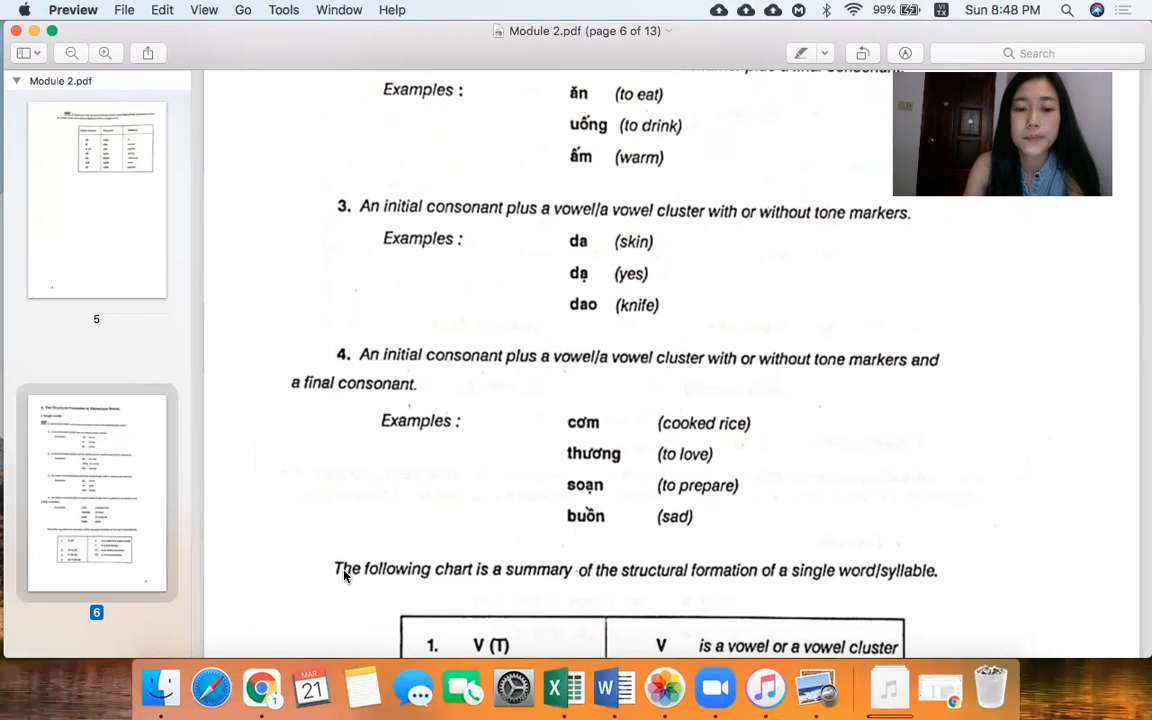 Preview File Edit View Go Tools Window Help
99% VI TX Sun 8:48 PM
Module 2.pdf (page 6 of 13)
Search
Module 2.pdf
5
6
Examples : ăn (to eat)
uống (to drink)
ấm (warm)
3. An initial consonant plus a vowel/a vowel cluster with or without tone markers.
Examples : da (skin)
dạ (yes)
dao (knife)
4. An initial consonant plus a vowel/a vowel cluster with or without tone markers and
a final consonant.
Examples : cơm (cooked rice)
thương (to love)
soạn (to prepare)
buồn (sad)
The following chart is a summary of the structural formation of a single word/syllable.
1. V (T) V is a vowel or a vowel cluster
MAR
21